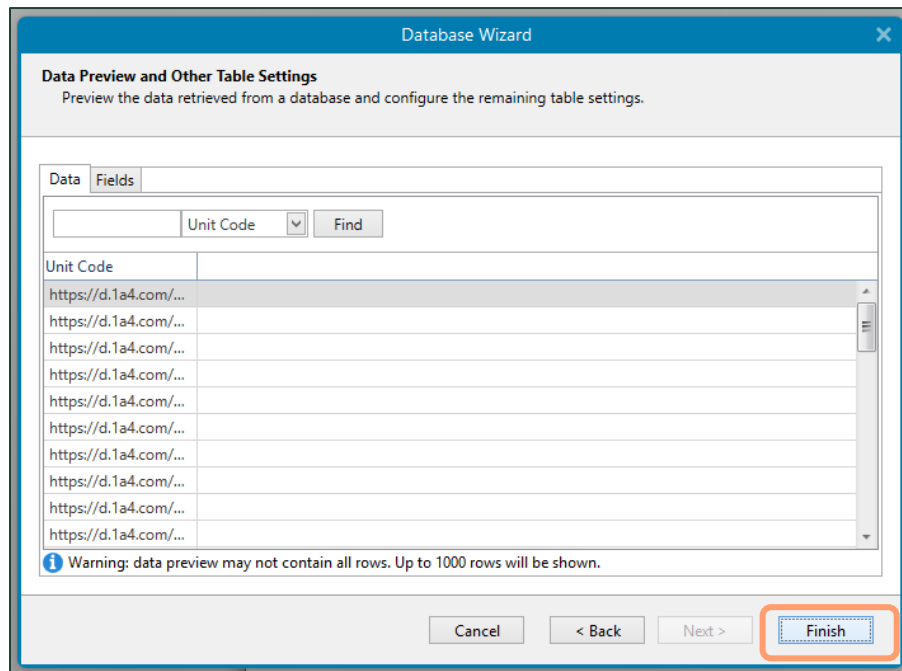 Database Wizard
Data Preview and Other Table Settings
Preview the data retrieved from a database and configure the remaining table settings.
Data Fields
Unit Code Find
Unit Code
https://d.1a4.com/...
https://d.1a4.com/...
https://d.1a4.com/...
https://d.1a4.com/...
https://d.1a4.com/...
https://d.1a4.com/...
https://d.1a4.com/...
https://d.1a4.com/...
https://d.1a4.com/...
https://d.1a4.com/...
Warning: data preview may not contain all rows. Up to 1000 rows will be shown.
Cancel < Back Next > Finish